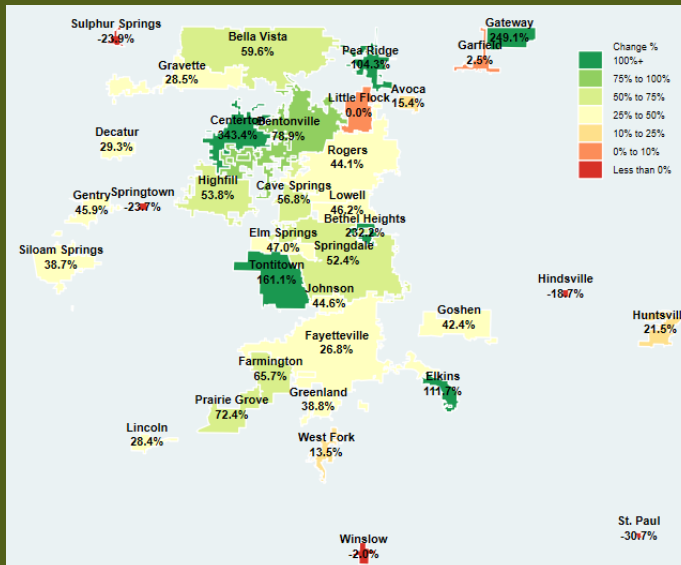 Sulphur Springs
-23.9%
Bella Vista
59.6%
Gateway
249.1%
Pea Ridge
104.3%
Garfield
2.5%
Gravette
28.5%
Avoca
15.4%
Little Flock
0.0%
Centerton
343.4%
Bentonville
78.9%
Decatur
29.3%
Rogers
44.1%
Highfill
53.8%
Cave Springs
56.8%
Lowell
46.2%
Gentry
45.9%
Springtown
-23.7%
Bethel Heights
232.2%
Elm Springs
47.0%
Springdale
52.4%
Siloam Springs
38.7%
Tontitown
161.1%
Johnson
44.6%
Hindsville
-18.7%
Goshen
42.4%
Huntsvill
21.5%
Fayetteville
26.8%
Farmington
65.7%
Elkins
111.7%
Prairie Grove
72.4%
Greenland
38.8%
Lincoln
28.4%
West Fork
13.5%
St. Paul
-30.7%
Winslow
-2.0%
Change %
100%+
75% to 100%
50% to 75%
25% to 50%
10% to 25%
0% to 10%
Less than 0%